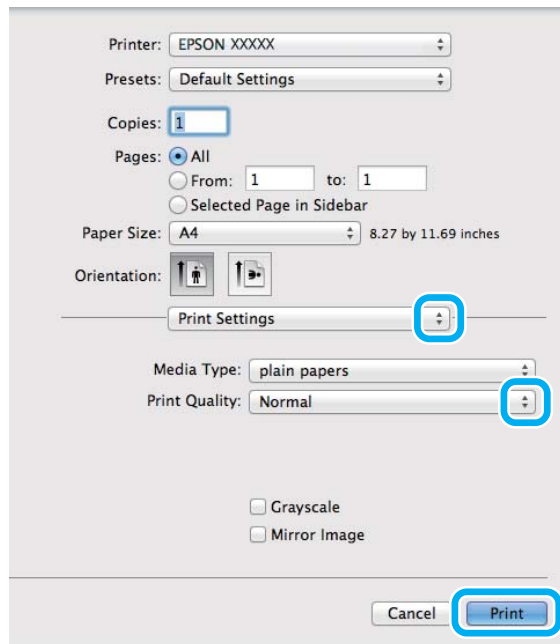 Printer: EPSON XXXXX
Presets: Default Settings
Copies: 1
Pages: All
From: 1 to: 1
Selected Page in Sidebar
Paper Size: A4 8.27 by 11.69 inches
Orientation:
Print Settings
Media Type: plain papers
Print Quality: Normal
Grayscale
Mirror Image
Cancel Print